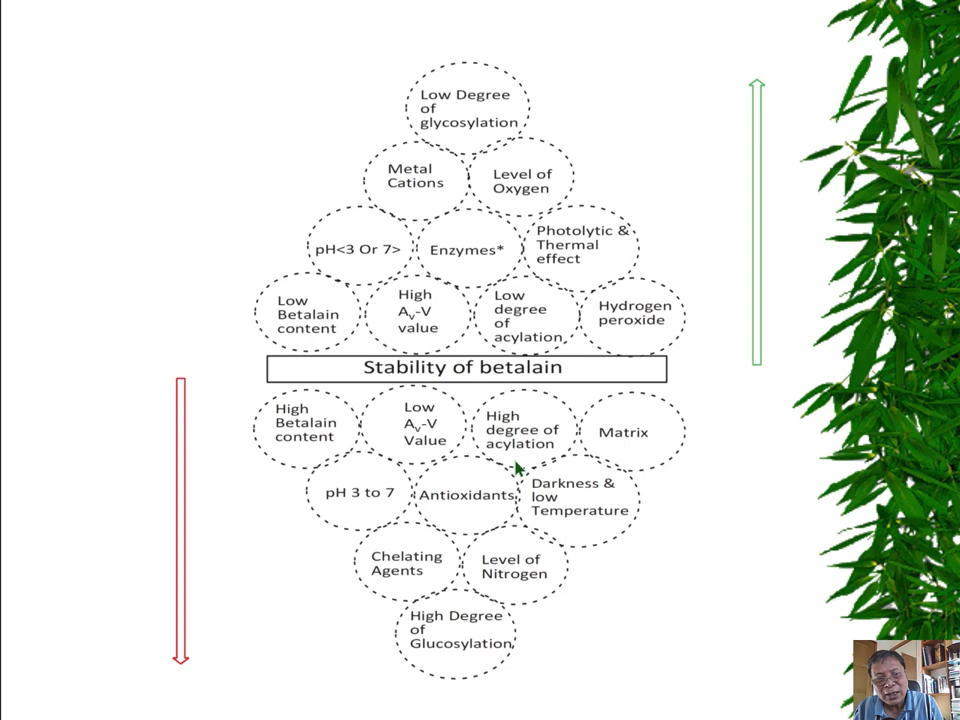 Low Degree
of
glycosylation
Metal
Cations
Level of
Oxygen
pH<3 Or 7>
Enzymes*
Photolytic &
Thermal
effect
Low
Betalain
content
High
Av-V
value
Low
degree
of
acylation
Hydrogen
peroxide
Stability of betalain
High
Betalain
content
Low
Av-V
Value
High
degree of
acylation
Matrix
pH 3 to 7
Antioxidants
Darkness &
low
Temperature
Chelating
Agents
Level of
Nitrogen
High Degree
of
Glucosylation